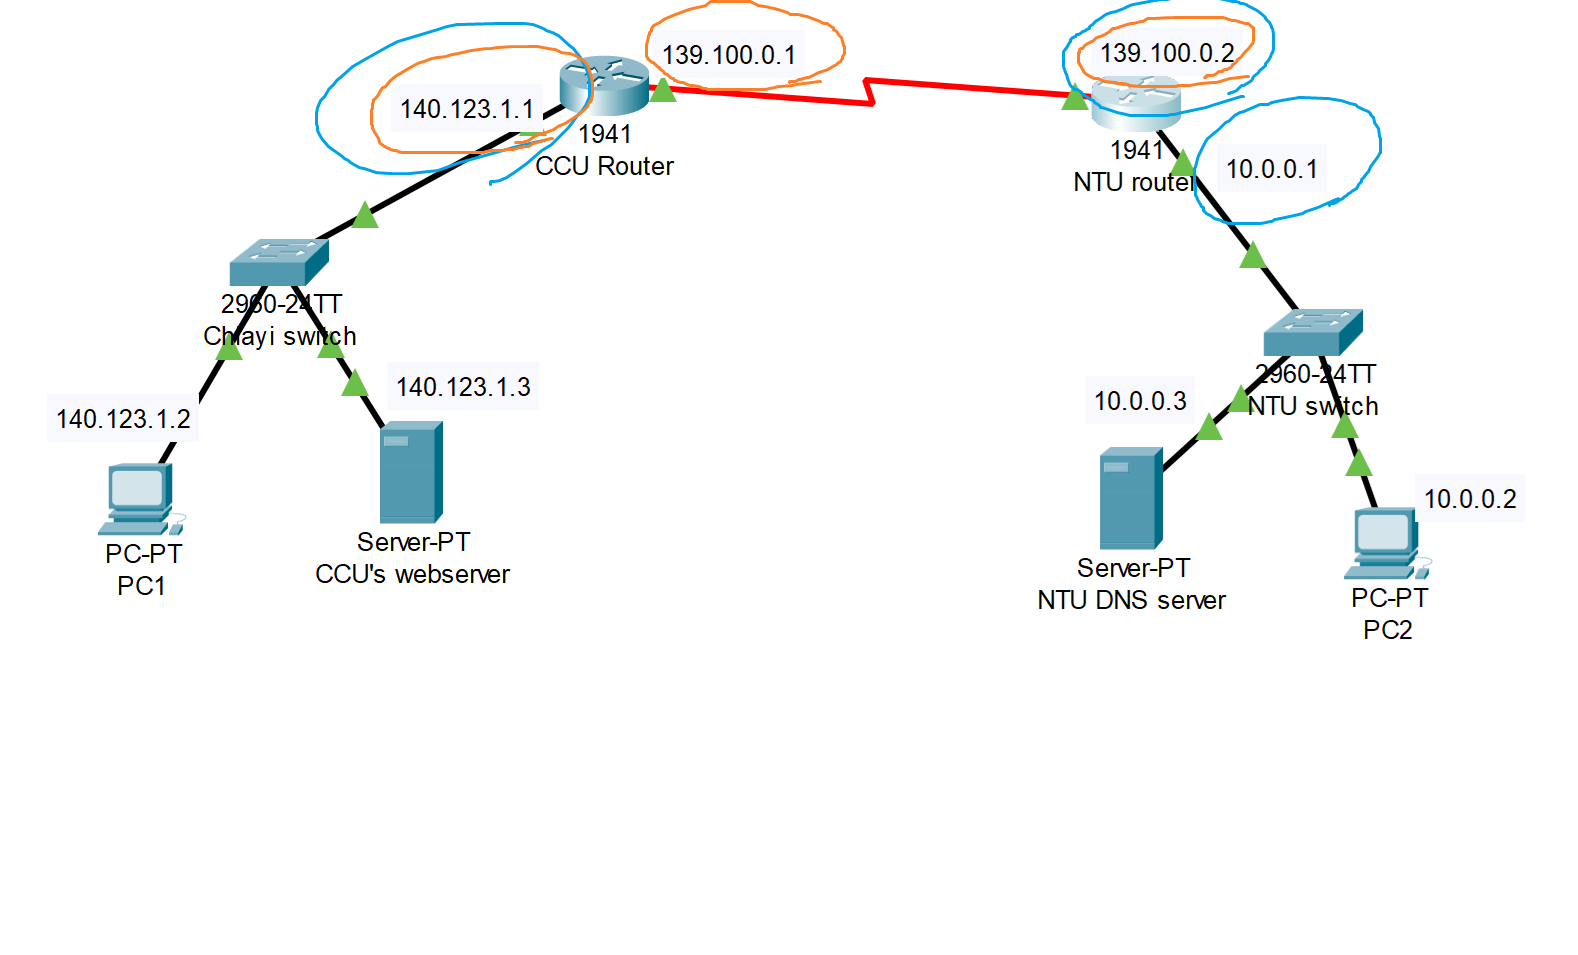 139.100.0.1
139.100.0.2
140.123.1.1
1941
CCU Router
1941
NTU router
10.0.0.1
2960-24TT
Chiayi switch
140.123.1.3
140.123.1.2
2960-24TT
NTU switch
10.0.0.3
10.0.0.2
PC-PT
PC1
Server-PT
CCU's webserver
Server-PT
NTU DNS server
PC-PT
PC2